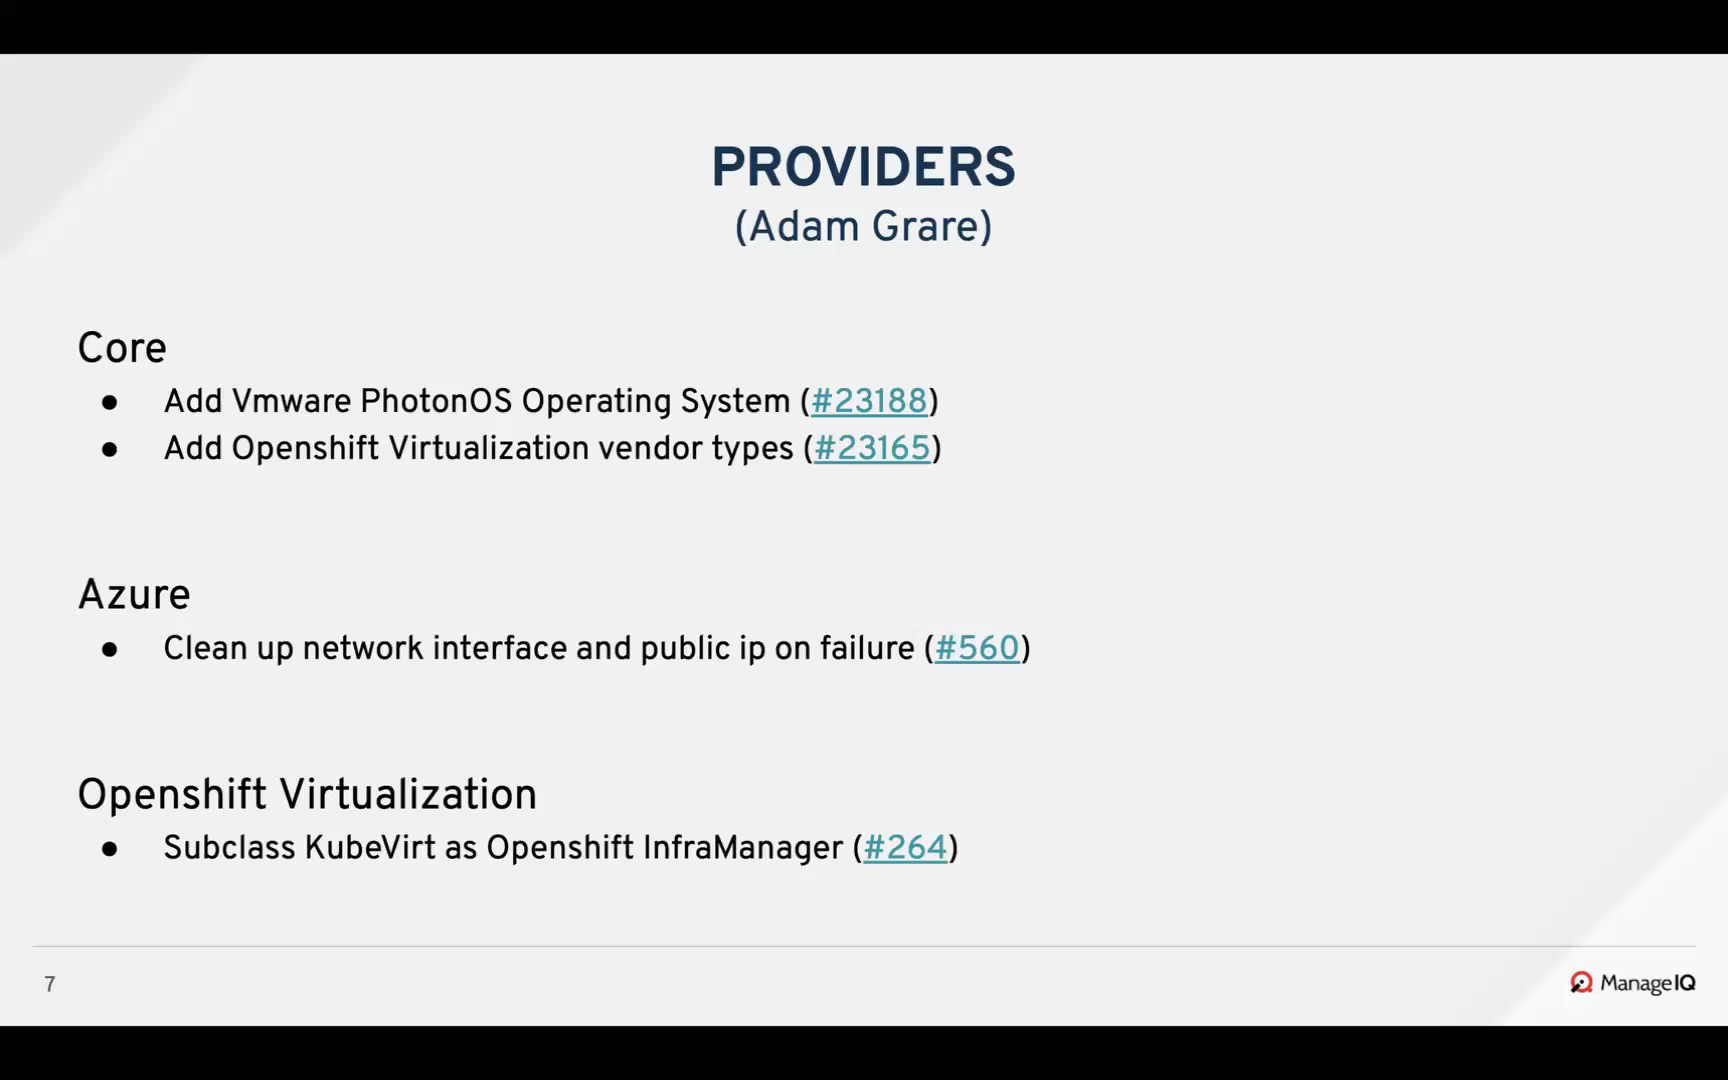 PROVIDERS
(Adam Grare)
Core
● Add Vmware PhotonOS Operating System (#23188)
● Add Openshift Virtualization vendor types (#23165)
Azure
● Clean up network interface and public ip on failure (#560)
Openshift Virtualization
● Subclass KubeVirt as Openshift InfraManager (#264)
7
ManageIQ